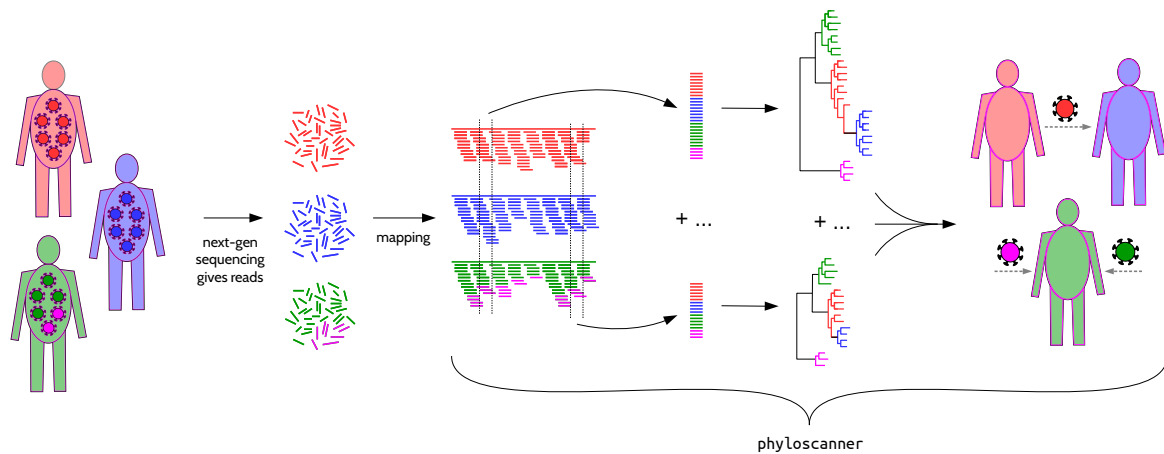 next-gen
sequencing
gives reads
mapping
+ ...
+ ...
phyloscanner